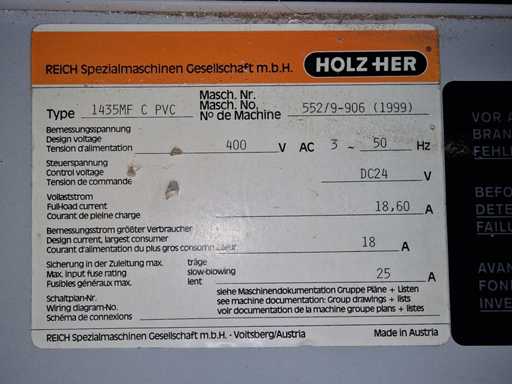 REICH Spezialmaschinen Gesellschaft m.b.H. HOLZ-HER
Masch. Nr.
Masch. No.
Type 1435MF C PVC Nº de Machine 552/9-906 (1999)
Bemessungsspannung
Design voltage
Tension d'alimentation 400 V AC 3 ~ 50 Hz
Steuerspannung
Control voltage
Tension de commande DC24 V
Vollaststrom
Full-load current
Courant de pleine charge 18,60 A
Bemessungsstrom größter Verbraucher
Design current, largest consumer
Courant d'alimentation du plus gros consommateur 18 A
Sicherung in der Zuleitung max. träge
Max. input fuse rating slow-blowing
Fusibles généraux max. lent 25 A
Schaltplan-Nr. siehe Maschinendokumentation Gruppe Pläne + Listen
Wiring diagram-No. see machine documentation: Group drawings + lists
Schéma de connexions voir documentation de la machine groupe plans + listes
REICH Spezialmaschinen Gesellschaft m.b.H. - Voitsberg/Austria Made in Austria
VOR A
BRAN
FEHLE
BEFO
DETE
FAILU
AVAN
FON
INVE